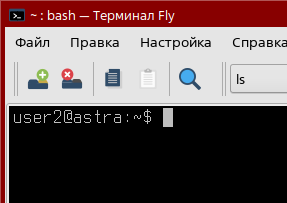 ~ : bash — Терминал Fly
Файл Правка Настройка Справка
ls
user2@astra:~$